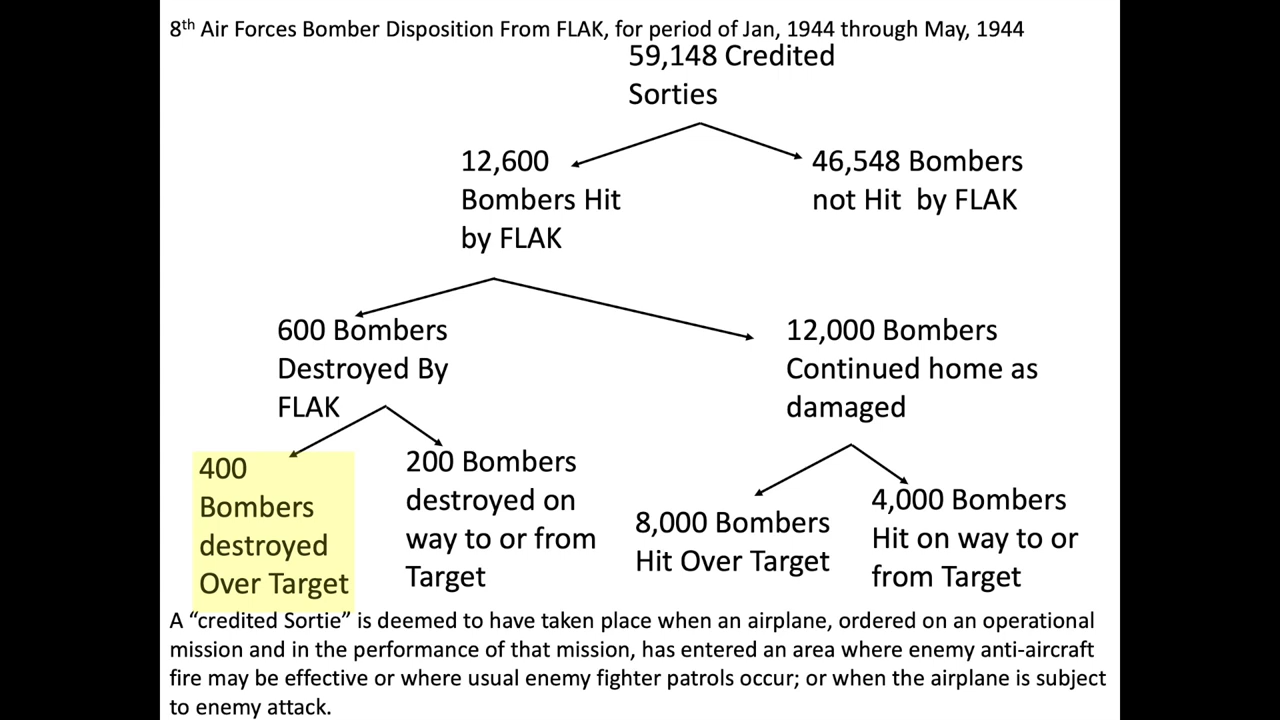 8th Air Forces Bomber Disposition From FLAK, for period of Jan, 1944 through May, 1944
59,148 Credited
Sorties
12,600
Bombers Hit
by FLAK
46,548 Bombers
not Hit by FLAK
600 Bombers
Destroyed By
FLAK
12,000 Bombers
Continued home as
damaged
400
Bombers
destroyed
Over Target
200 Bombers
destroyed on
way to or from
Target
8,000 Bombers
Hit Over Target
4,000 Bombers
Hit on way to or
from Target
A “credited Sortie” is deemed to have taken place when an airplane, ordered on an operational
mission and in the performance of that mission, has entered an area where enemy anti-aircraft
fire may be effective or where usual enemy fighter patrols occur; or when the airplane is subject
to enemy attack.